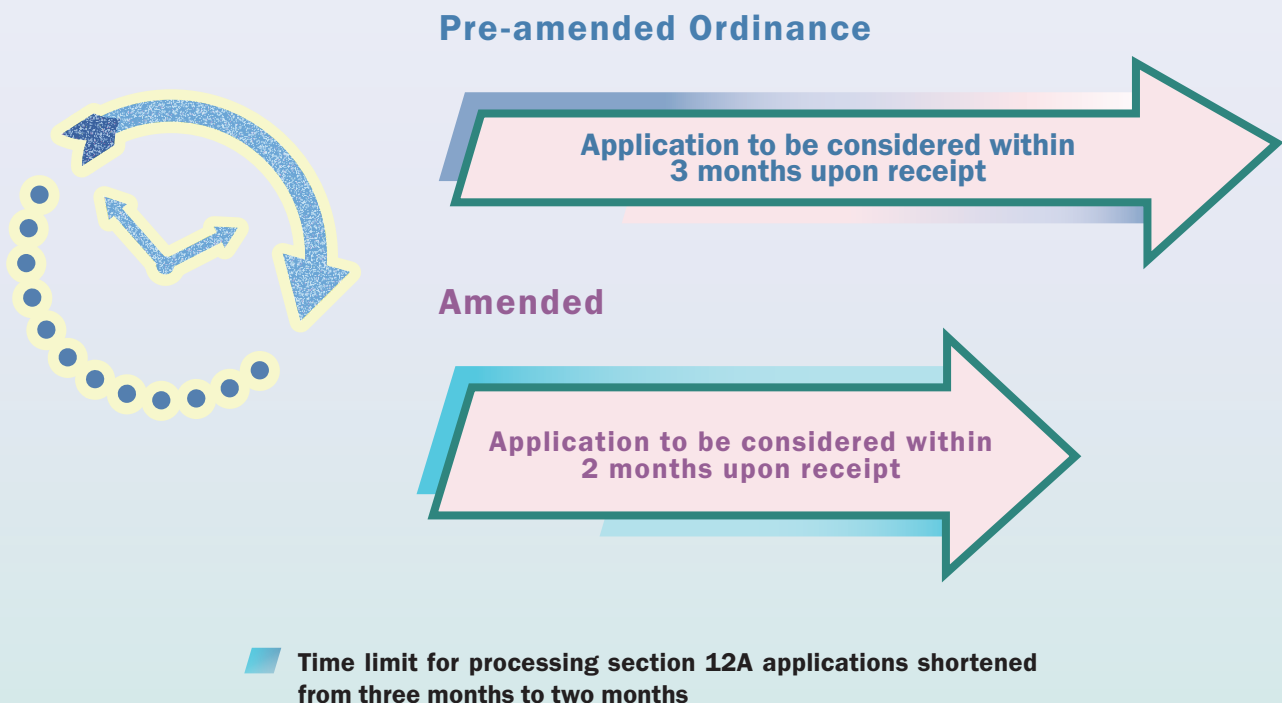 Pre-amended Ordinance
Application to be considered within
3 months upon receipt
Amended
Application to be considered within
2 months upon receipt
Time limit for processing section 12A applications shortened
from three months to two months